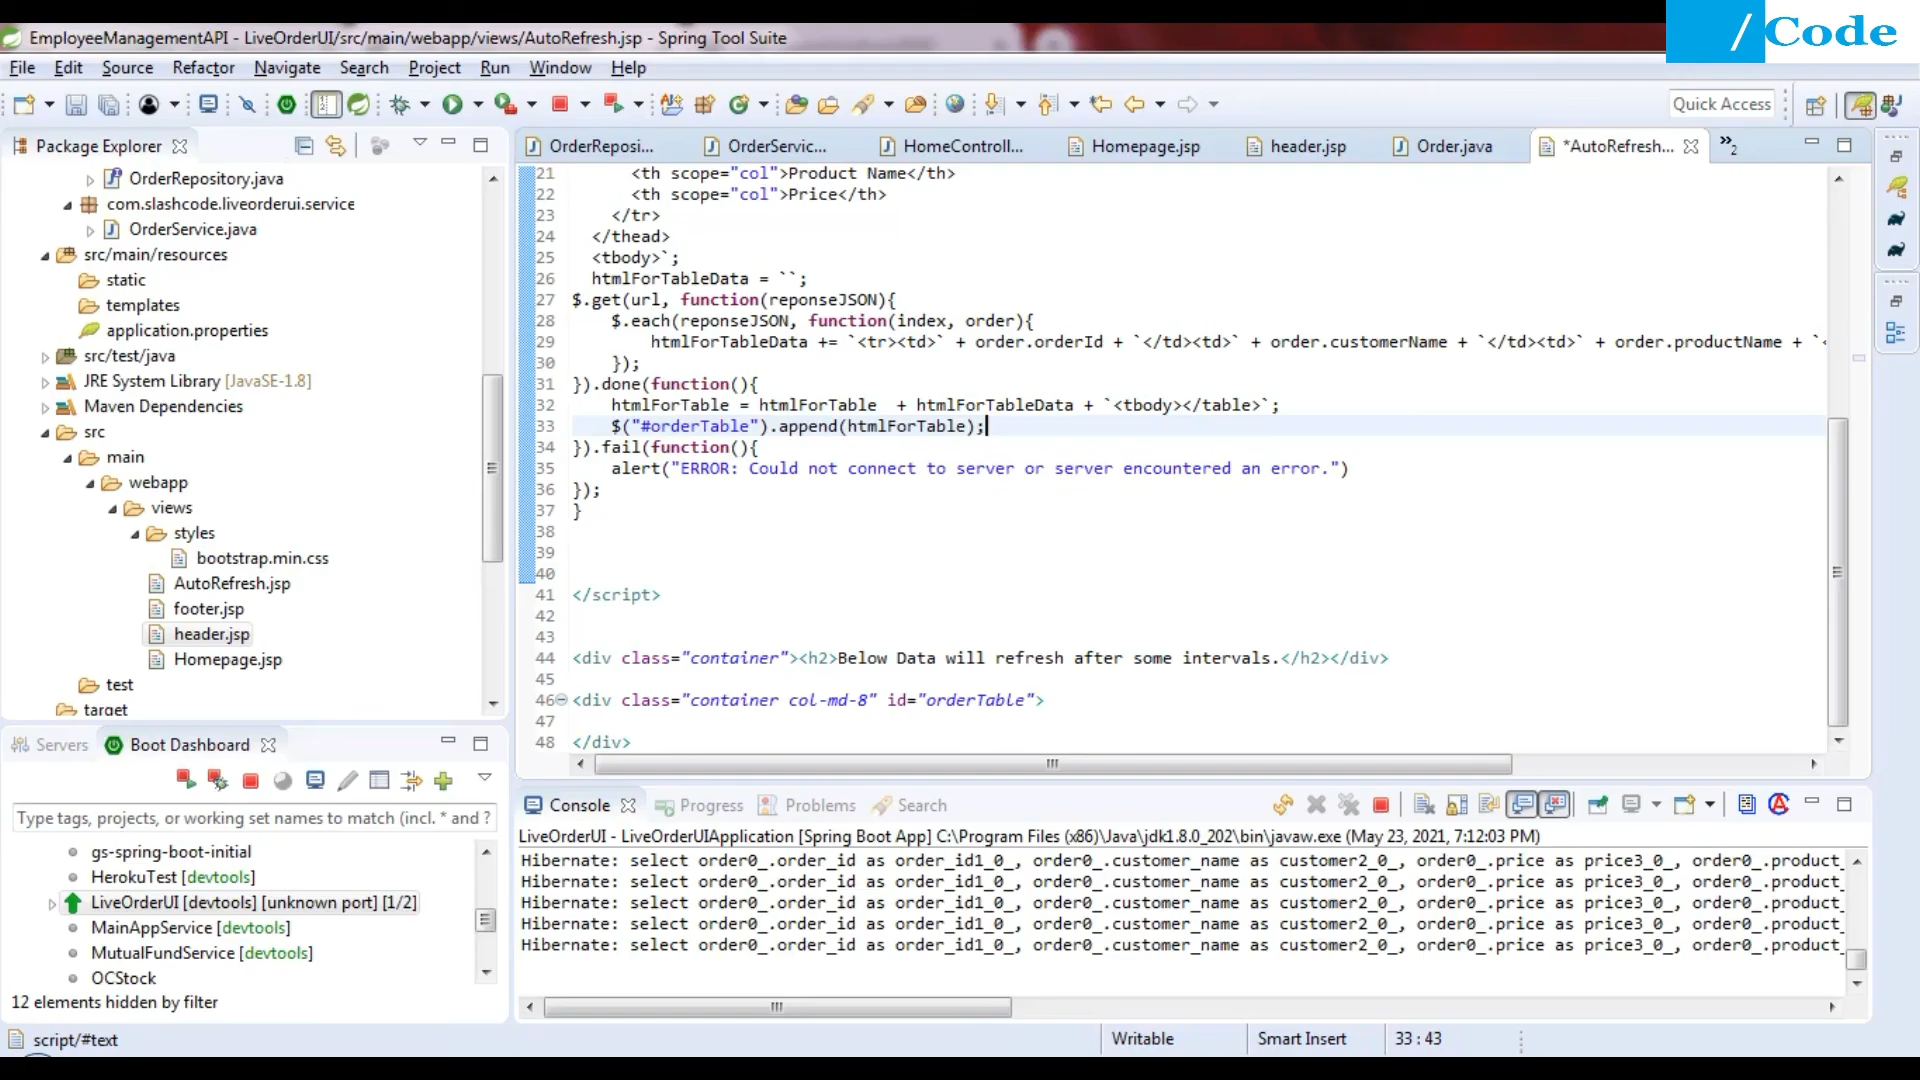 /Code
EmployeeManagementAPI - LiveOrderUI/src/main/webapp/views/AutoRefresh.jsp - Spring Tool Suite
File Edit Source Refactor Navigate Search Project Run Window Help
Quick Access
Package Explorer
OrderRepository.java
com.slashcode.liveorderui.service
OrderService.java
src/main/resources
static
templates
application.properties
src/test/java
JRE System Library [JavaSE-1.8]
Maven Dependencies
src
main
webapp
views
styles
bootstrap.min.css
AutoRefresh.jsp
footer.jsp
header.jsp
Homepage.jsp
test
target
OrderReposi... OrderServic... HomeControll... Homepage.jsp header.jsp Order.java *AutoRefresh... »2
21 <th scope="col">Product Name</th>
22 <th scope="col">Price</th>
23 </tr>
24 </thead>
25 <tbody>`;
26 htmlForTableData = ``;
27 $.get(url, function(reponseJSON){
28 $.each(reponseJSON, function(index, order){
29 htmlForTableData += `<tr><td>` + order.orderId + `</td><td>` + order.customerName + `</td><td>` + order.productName + `<
30 });
31 }).done(function(){
32 htmlForTable = htmlForTable  + htmlForTableData + `<tbody></table>`;
33 $("#orderTable").append(htmlForTable);
34 }).fail(function(){
35 alert("ERROR: Could not connect to server or server encountered an error.")
36 });
37 }
38
39
40
41 </script>
42
43
44 <div class="container"><h2>Below Data will refresh after some intervals.</h2></div>
45
46 <div class="container col-md-8" id="orderTable">
47
48 </div>
Servers Boot Dashboard
Type tags, projects, or working set names to match (incl. * and ?
gs-spring-boot-initial
HerokuTest [devtools]
LiveOrderUI [devtools] [unknown port] [1/2]
MainAppService [devtools]
MutualFundService [devtools]
OCStock
12 elements hidden by filter
Console Progress Problems Search
LiveOrderUI - LiveOrderUIApplication [Spring Boot App] C:\Program Files (x86)\Java\jdk1.8.0_202\bin\javaw.exe (May 23, 2021, 7:12:03 PM)
Hibernate: select order0_.order_id as order_id1_0_, order0_.customer_name as customer2_0_, order0_.price as price3_0_, order0_.product_
Hibernate: select order0_.order_id as order_id1_0_, order0_.customer_name as customer2_0_, order0_.price as price3_0_, order0_.product_
Hibernate: select order0_.order_id as order_id1_0_, order0_.customer_name as customer2_0_, order0_.price as price3_0_, order0_.product_
Hibernate: select order0_.order_id as order_id1_0_, order0_.customer_name as customer2_0_, order0_.price as price3_0_, order0_.product_
Hibernate: select order0_.order_id as order_id1_0_, order0_.customer_name as customer2_0_, order0_.price as price3_0_, order0_.product_
script/#text Writable Smart Insert 33 : 43